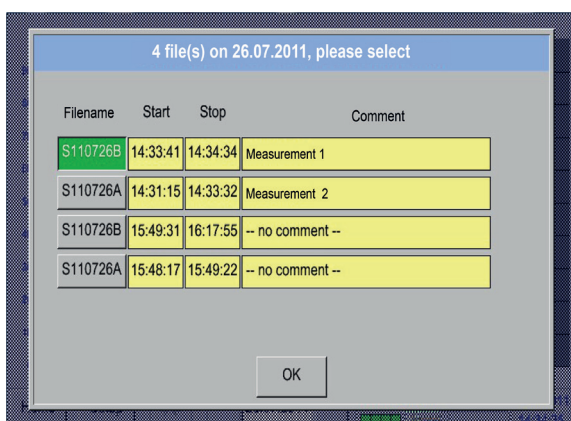 4 file(s) on 26.07.2011, please select
Filename Start Stop Comment
S110726B 14:33:41 14:34:34 Measurement 1
S110726A 14:31:15 14:33:32 Measurement 2
S110726B 15:49:31 16:17:55 -- no comment --
S110726A 15:48:17 15:49:22 -- no comment --
OK